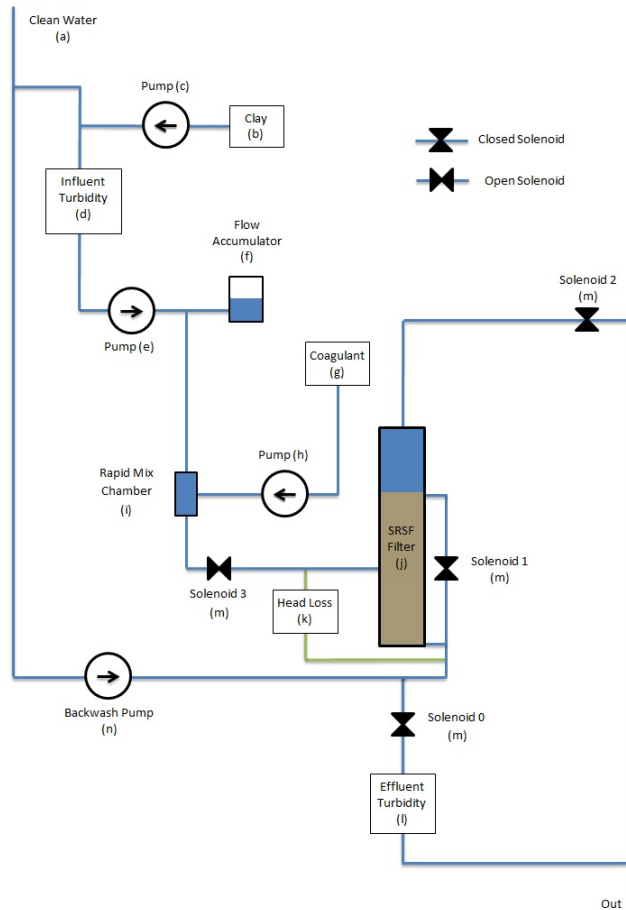 Clean Water
(a)
Pump (c)
Clay
(b)
Closed Solenoid
Open Solenoid
Influent
Turbidity
(d)
Flow
Accumulator
(f)
Solenoid 2
(m)
Pump (e)
Coagulant
(g)
Pump (h)
Rapid Mix
Chamber
(i)
SRSF
Filter
(j)
Solenoid 1
(m)
Solenoid 3
(m)
Head Loss
(k)
Backwash Pump
(n)
Solenoid 0
(m)
Effluent
Turbidity
(l)
Out